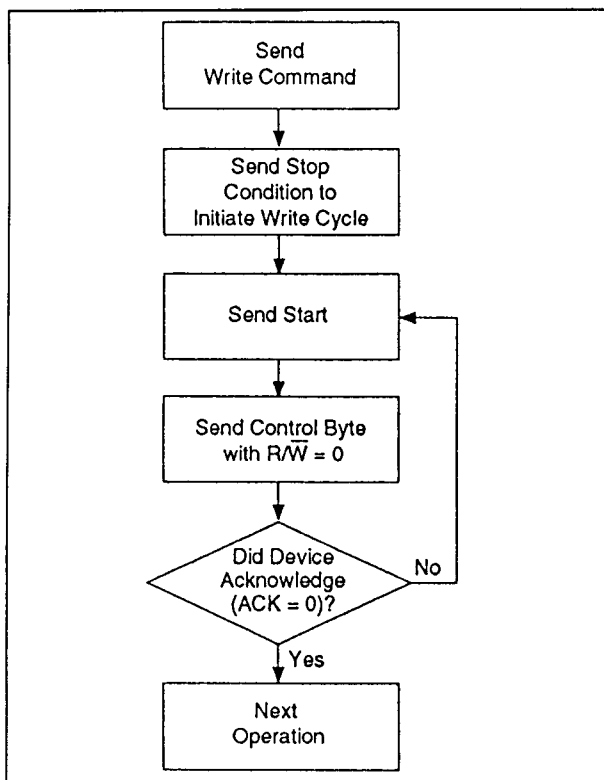 Send
Write Command
Send Stop
Condition to
Initiate Write Cycle
Send Start
Send Control Byte
with R/W̅ = 0
Did Device
Acknowledge
(ACK = 0)?
No
Yes
Next
Operation